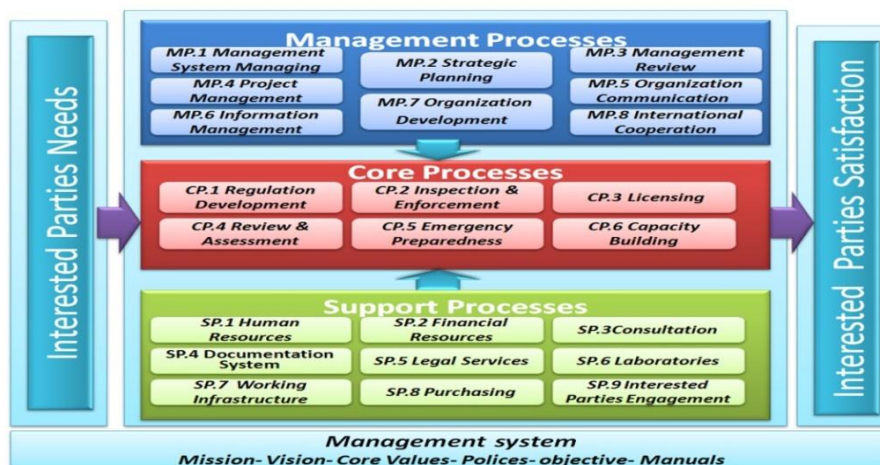 Interested Parties Needs
Management Processes
MP.1 Management
System Managing
MP.2 Strategic
Planning
MP.3 Management
Review
MP.4 Project
Management
MP.5 Organization
Communication
MP.6 Information
Management
MP.7 Organization
Development
MP.8 International
Cooperation
Core Processes
CP.1 Regulation
Development
CP.2 Inspection &
Enforcement
CP.3 Licensing
CP.4 Review &
Assessment
CP.5 Emergency
Preparedness
CP.6 Capacity
Building
Support Processes
SP.1 Human
Resources
SP.2 Financial
Resources
SP.3Consultation
SP.4 Documentation
System
SP.5 Legal Services
SP.6 Laboratories
SP.7 Working
Infrastructure
SP.8 Purchasing
SP.9 Interested
Parties Engagement
Interested Parties Satisfaction
Management system
Mission- Vision- Core Values- Polices- objective- Manuals